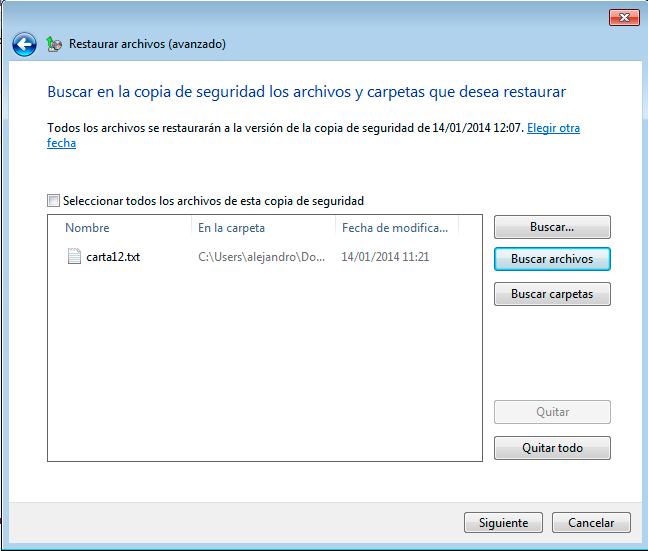 Restaurar archivos (avanzado)
Buscar en la copia de seguridad los archivos y carpetas que desea restaurar
Todos los archivos se restaurarán a la versión de la copia de seguridad de 14/01/2014 12:07. Elegir otra
fecha
Seleccionar todos los archivos de esta copia de seguridad
Nombre En la carpeta Fecha de modifica... Buscar...
carta12.txt C:\Users\alejandro\Do... 14/01/2014 11:21 Buscar archivos
Buscar carpetas
Quitar
Quitar todo
Siguiente Cancelar